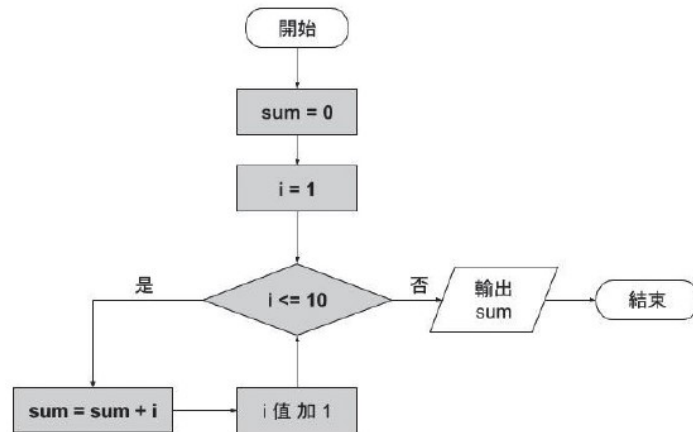 開始
sum = 0
i = 1
是
i <= 10
否
輸出
sum
結束
sum = sum + i
i 值 加 1